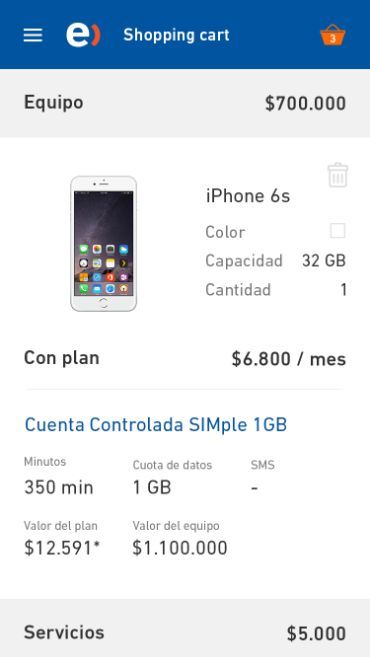 e) Shopping cart 3
Equipo $700.000
iPhone 6s
Color
Capacidad 32 GB
Cantidad 1
Con plan $6.800 / mes
Cuenta Controlada SIMple 1GB
Minutos Cuota de datos SMS
350 min 1 GB -
Valor del plan Valor del equipo
$12.591* $1.100.000
Servicios $5.000